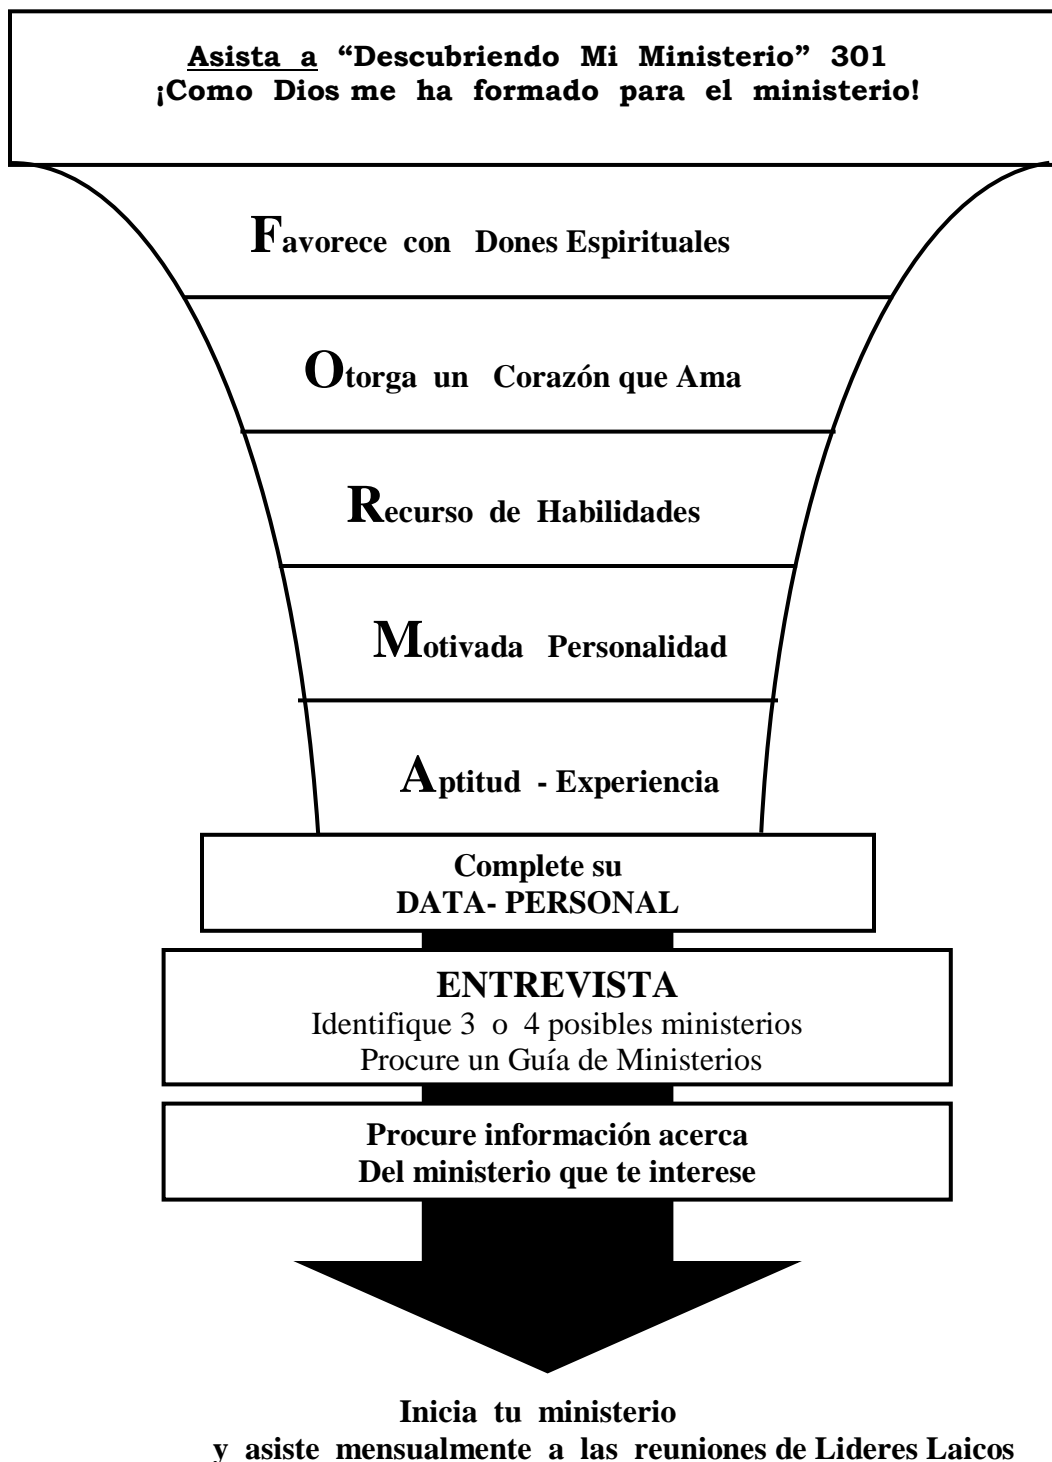 Asista a “Descubriendo Mi Ministerio” 301
¡Como Dios me ha formado para el ministerio!
Favorece con Dones Espirituales
Otorga un Corazón que Ama
Recurso de Habilidades
Motivada Personalidad
Aptitud - Experiencia
Complete su
DATA- PERSONAL
ENTREVISTA
Identifique 3 o 4 posibles ministerios
Procure un Guía de Ministerios
Procure información acerca
Del ministerio que te interese
Inicia tu ministerio
y asiste mensualmente a las reuniones de Lideres Laicos